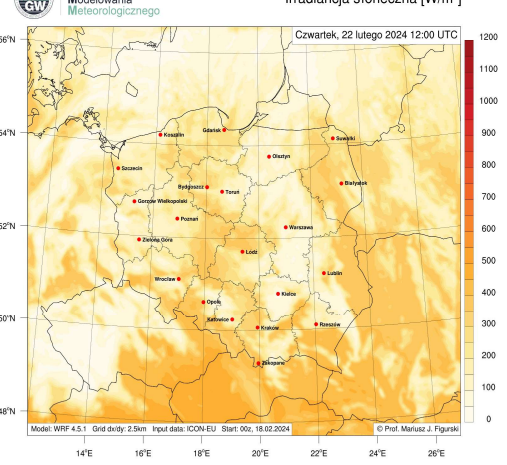 GW
Modelowania
Meteorologicznego
Irradiancja Słoneczna [W/m²]
Czwartek, 22 lutego 2024 12:00 UTC
56°N
54°N
52°N
50°N
48°N
Gdańsk
Koszalin
Suwałki
Olsztyn
Szczecin
Bydgoszcz
Białystok
Toruń
Gorzów Wielkopolski
Poznań
Warszawa
Zielona Góra
Łódź
Wrocław
Lublin
Opole
Kielce
Katowice
Kraków
Rzeszów
Zakopane
1200
1100
1000
900
800
700
600
500
400
300
200
100
0
Model: WRF 4.5.1 Grid dx/dy: 2.5km Input data: ICON-EU Start: 00z, 18.02.2024
© Prof. Mariusz J. Figurski
14°E 16°E 18°E 20°E 22°E 24°E 26°E